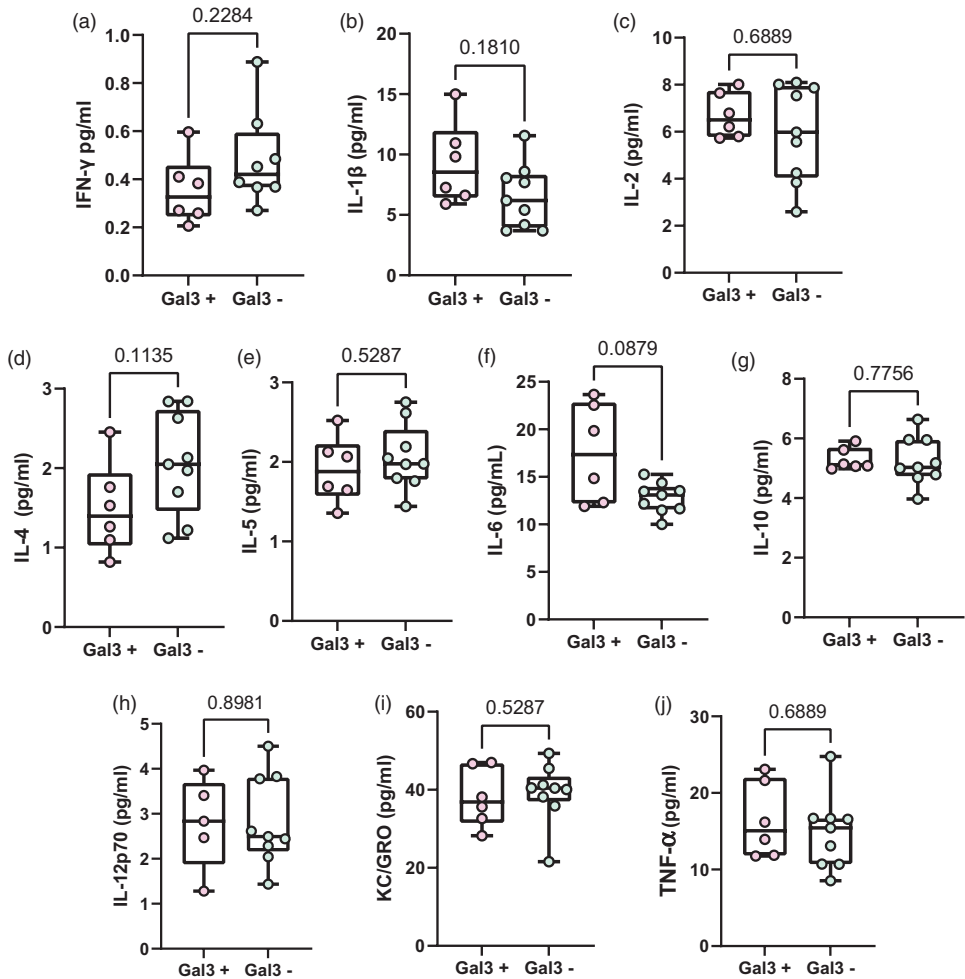 (a)
0.2284
IFN-γ pg/ml
1.0
0.8
0.6
0.4
0.2
0.0
Gal3 +
Gal3 -
(b)
0.1810
IL-1β (pg/ml)
20
15
10
5
0
Gal3 +
Gal3 -
(c)
0.6889
IL-2 (pg/ml)
10
8
6
4
2
0
Gal3 +
Gal3 -
(d)
0.1135
IL-4 (pg/ml)
3
2
1
0
Gal3 +
Gal3 -
(e)
0.5287
IL-5 (pg/ml)
3
2
1
0
Gal3 +
Gal3 -
(f)
0.0879
IL-6 (pg/mL)
25
20
15
10
5
0
Gal3 +
Gal3 -
(g)
0.7756
IL-10 (pg/ml)
8
6
4
2
0
Gal3 +
Gal3 -
(h)
0.8981
IL-12p70 (pg/ml)
5
4
3
2
1
0
Gal3 +
Gal3 -
(i)
0.5287
KC/GRO (pg/ml)
60
40
20
0
Gal3 +
Gal3 -
(j)
0.6889
TNF-α (pg/ml)
30
20
10
0
Gal3 +
Gal3 -